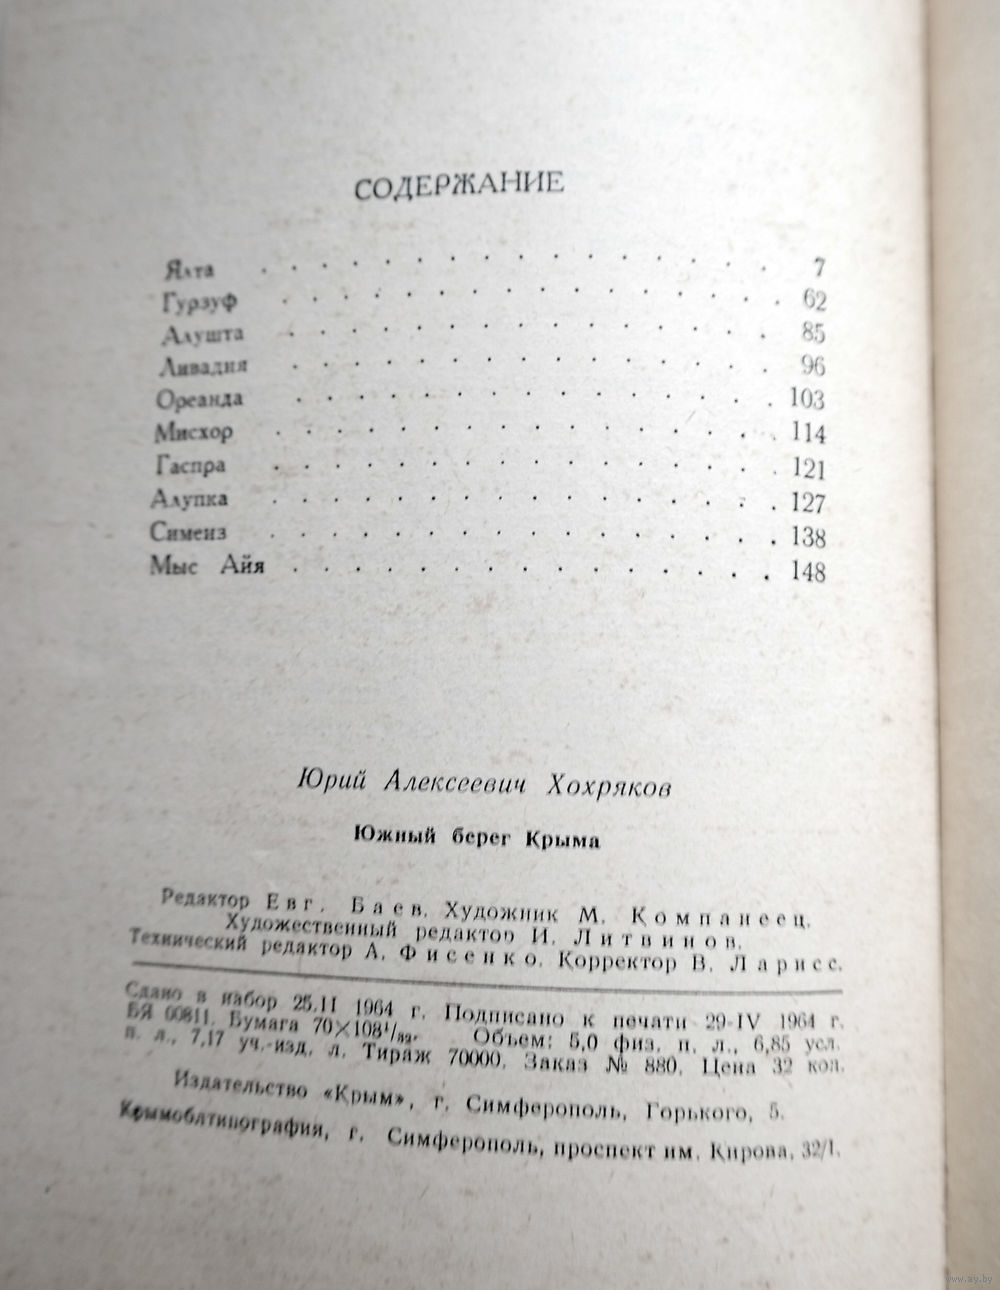 СОДЕРЖАНИЕ
Ялта . . . . . . . . . . . . . . . . . 7
Гурзуф . . . . . . . . . . . . . . . . . 62
Алушта . . . . . . . . . . . . . . . . . 85
Ливадия . . . . . . . . . . . . . . . . 96
Ореанда . . . . . . . . . . . . . . . . 103
Мисхор . . . . . . . . . . . . . . . . . 114
Гаспра . . . . . . . . . . . . . . . . . 121
Алупка . . . . . . . . . . . . . . . . . 127
Симеиз . . . . . . . . . . . . . . . . . 138
Мыс Айя . . . . . . . . . . . . . . . . 148
Юрий Алексеевич Хохряков
Южный берег Крыма
Редактор Евг. Баев. Художник М. Компанеец.
Художественный редактор И. Литвинов.
Технический редактор А. Фисенко. Корректор В. Ларисс.
Сдано в набор 25.II 1964 г. Подписано к печати 29-IV 1964 г.
БЯ 00811. Бумага 70×108¹/₃₂. Объем: 5,0 физ. п. л., 6,85 усл.
п. л., 7,17 уч.-изд. л. Тираж 70000. Заказ № 880. Цена 32 коп.
Издательство «Крым», г. Симферополь, Горького, 5.
Крымоблтипография, г. Симферополь, проспект им. Кирова, 32/1.
www.ay.by